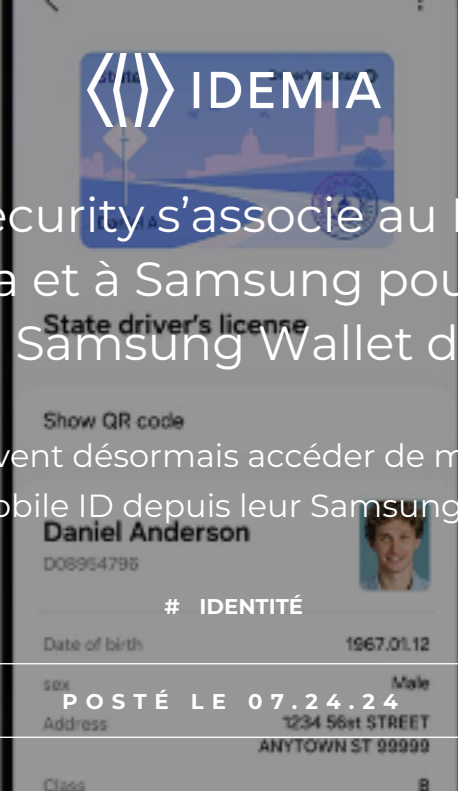 IDEMIA
ecurity s’associe au
a et à Samsung pou
State driver's license
Samsung Wallet d
Show QR code
vent désormais accéder de m
obile ID depuis leur Samsung
Daniel Anderson
D08954796
# IDENTITÉ
Date of birth 1967.01.12
sex Male
POSTÉ LE 07.24.24
Address 1234 56st STREET
ANYTOWN ST 99999
Class B